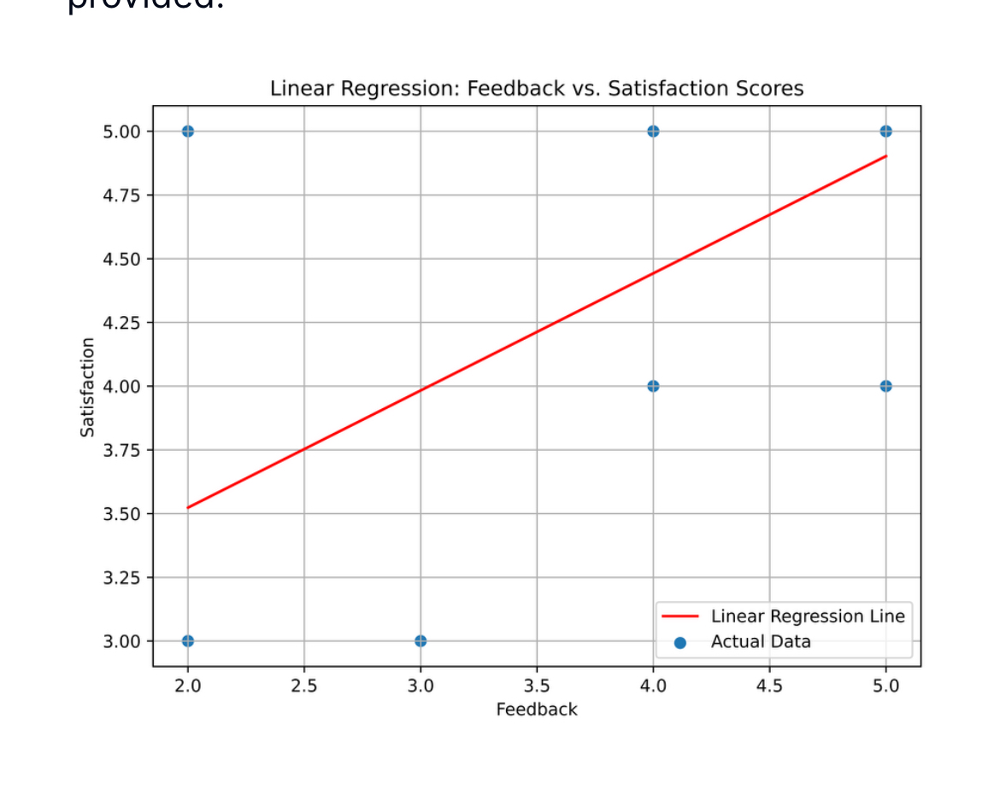 provided:
Linear Regression: Feedback vs. Satisfaction Scores
5.00
4.75
4.50
4.25
4.00
3.75
3.50
3.25
3.00
Satisfaction
Linear Regression Line
Actual Data
2.0 2.5 3.0 3.5 4.0 4.5 5.0
Feedback